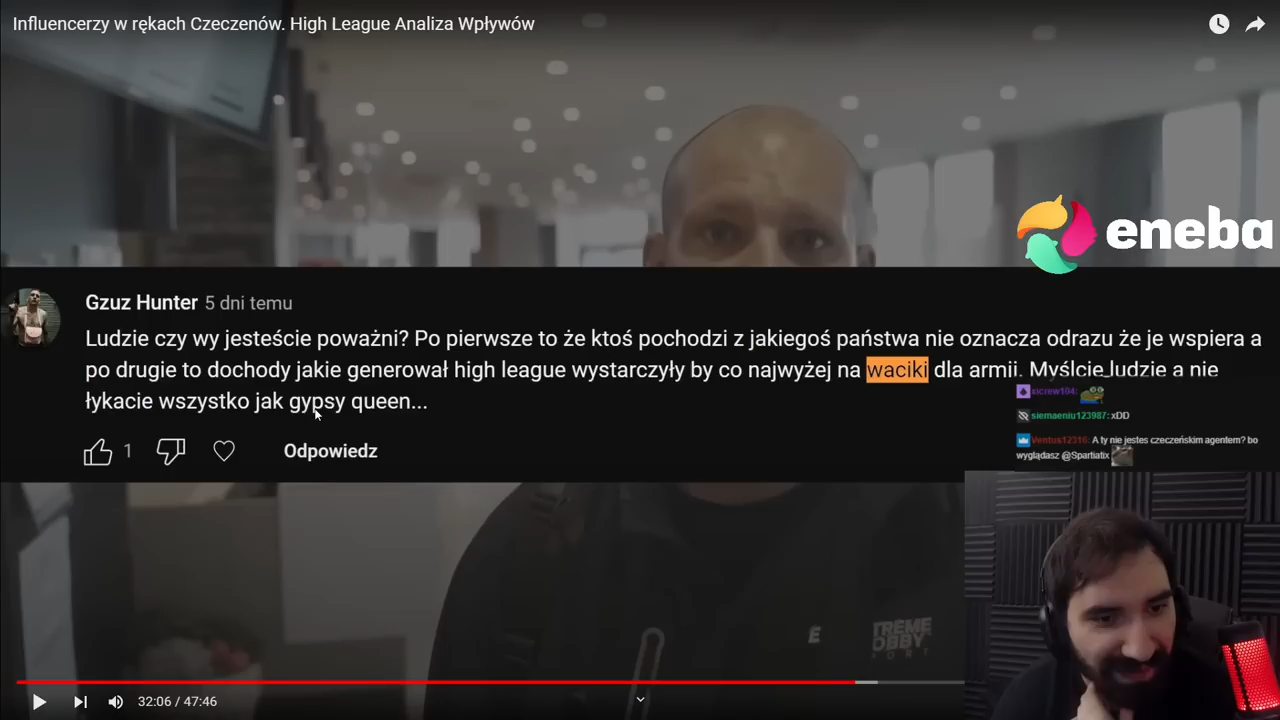 Influencerzy w rękach Czeczenów. High League Analiza Wpływów
eneba
Gzuz Hunter 5 dni temu
Ludzie czy wy jesteście poważni? Po pierwsze to że ktoś pochodzi z jakiegoś państwa nie oznacza odrazu że je wspiera a
po drugie to dochody jakie generował high league wystarczyły by co najwyżej na waciki dla armii. Myślcie ludzie a nie
łykacie wszystko jak gypsy queen...
1 Odpowiedz
sicrew104:
siemaeniu123987: xDD
Ventus12316: A ty nie jestes czeczeńskim agentem? bo
wyglądasz @Spartiatix
32:06 / 47:46